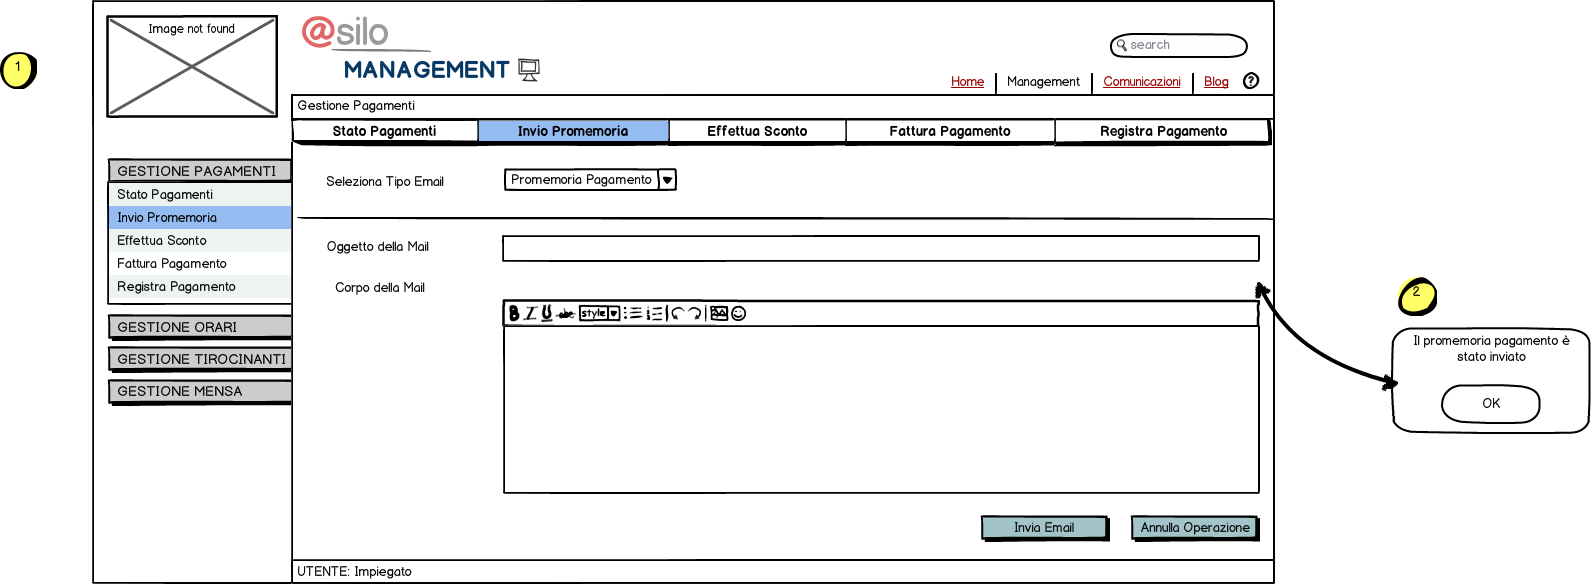 1
Image not found
@silo
MANAGEMENT
search
Home
Management
Comunicazioni
Blog
?
Gestione Pagamenti
Stato Pagamenti
Invio Promemoria
Effettua Sconto
Fattura Pagamento
Registra Pagamento
GESTIONE PAGAMENTI
Stato Pagamenti
Invio Promemoria
Effettua Sconto
Fattura Pagamento
Registra Pagamento
GESTIONE ORARI
GESTIONE TIROCINANTI
GESTIONE MENSA
Seleziona Tipo Email
Promemoria Pagamento
Oggetto della Mail
Corpo della Mail
B I U abc style
Invia Email
Annulla Operazione
UTENTE: Impiegato
2
Il promemoria pagamento è
stato inviato
OK